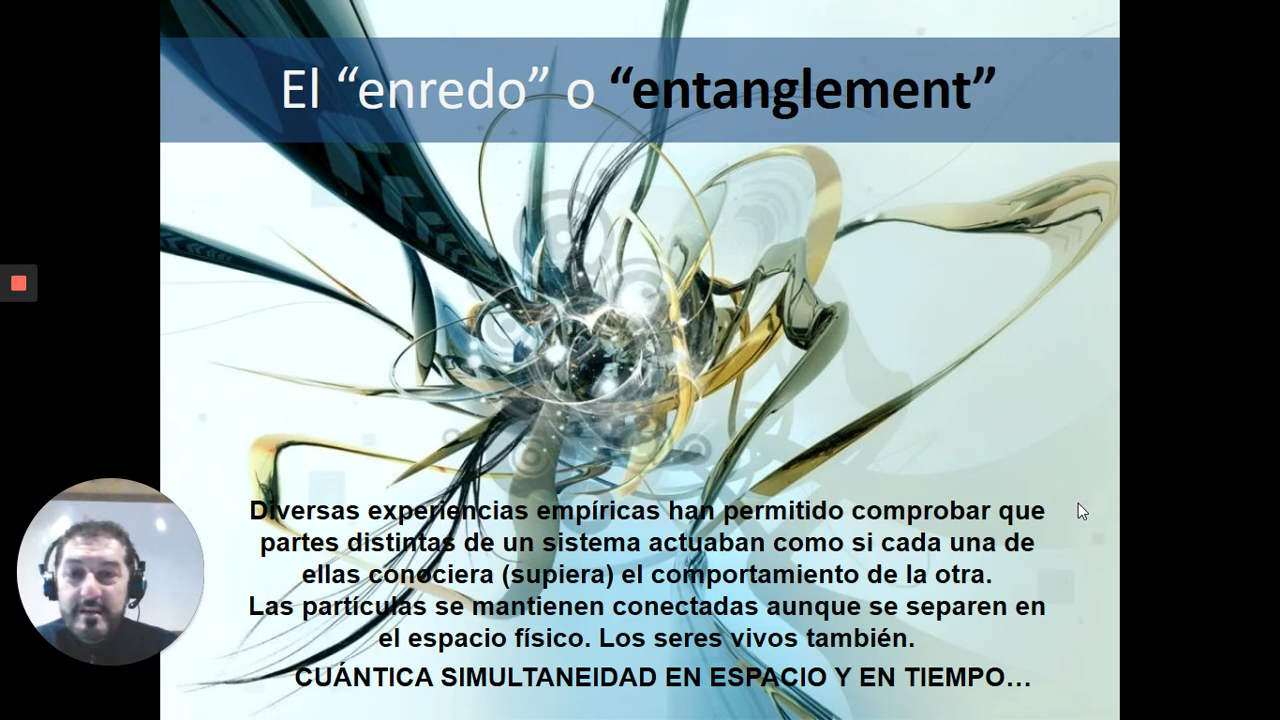 El “enredo” o “entanglement”
Diversas experiencias empíricas han permitido comprobar que
partes distintas de un sistema actuaban como si cada una de
ellas conociera (supiera) el comportamiento de la otra.
Las partículas se mantienen conectadas aunque se separen en
el espacio físico. Los seres vivos también.
CUÁNTICA SIMULTANEIDAD EN ESPACIO Y EN TIEMPO…